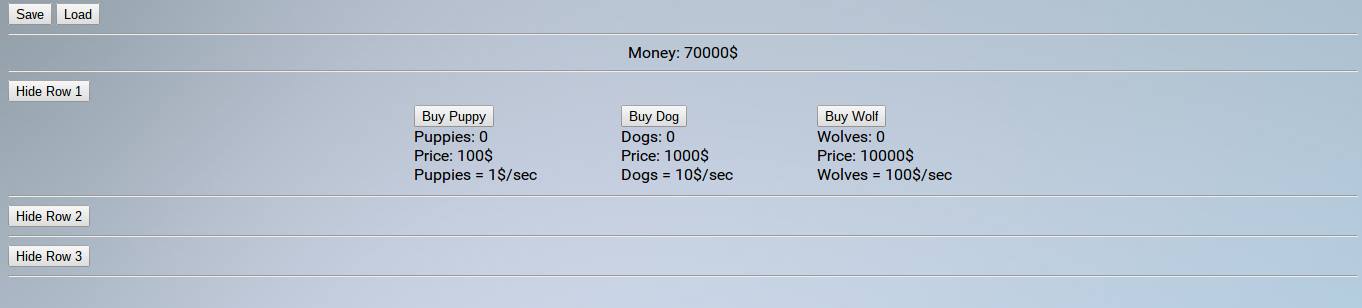 Save Load
Money: 70000$
Hide Row 1
Buy Puppy Buy Dog Buy Wolf
Puppies: 0 Dogs: 0 Wolves: 0
Price: 100$ Price: 1000$ Price: 10000$
Puppies = 1$/sec Dogs = 10$/sec Wolves = 100$/sec
Hide Row 2
Hide Row 3